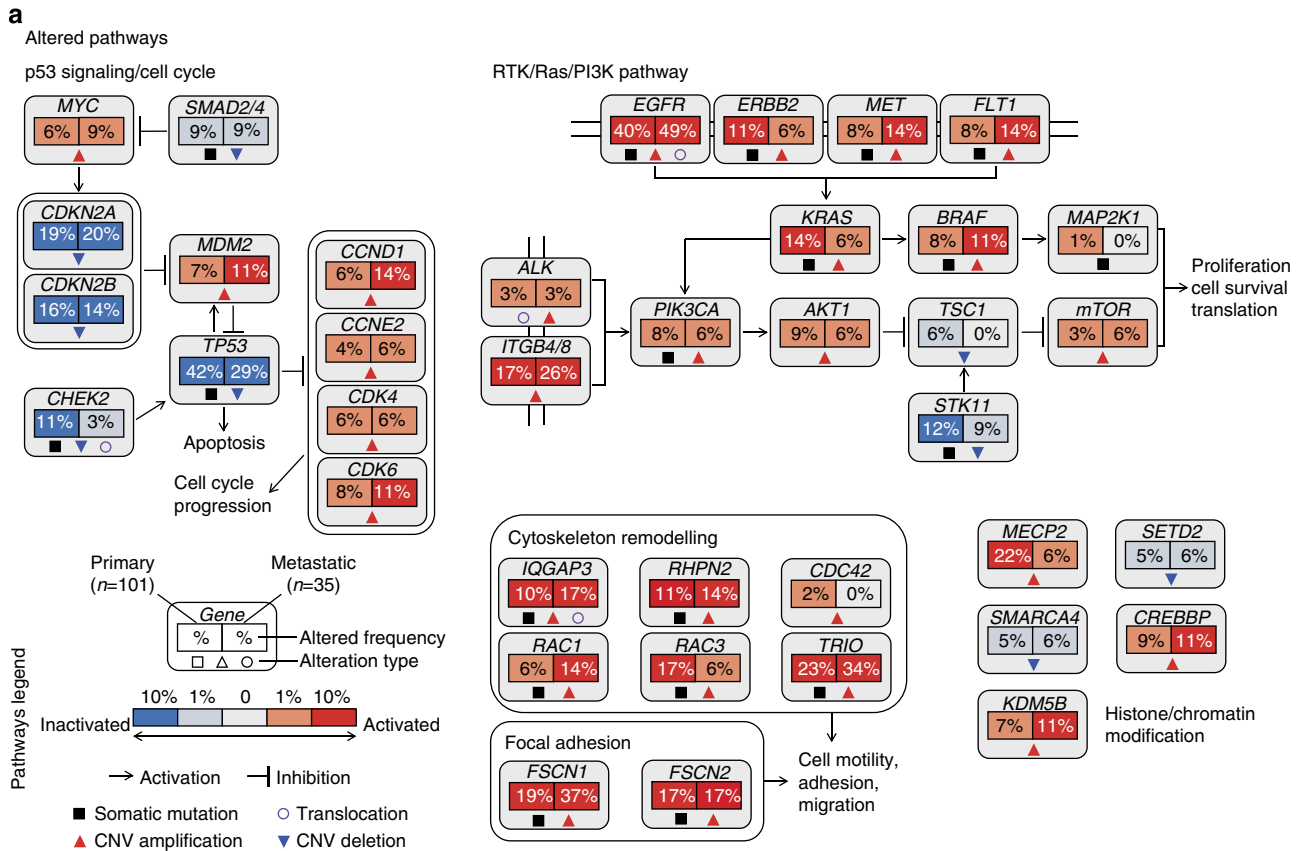 a
Altered pathways
p53 signaling/cell cycle
MYC
6% 9%
SMAD2/4
9% 9%
CDKN2A
19% 20%
CDKN2B
16% 14%
MDM2
7% 11%
TP53
42% 29%
CHEK2
11% 3%
Apoptosis
CCND1
6% 14%
CCNE2
4% 6%
CDK4
6% 6%
CDK6
8% 11%
Cell cycle
progression
RTK/Ras/PI3K pathway
EGFR
40% 49%
ERBB2
11% 6%
MET
8% 14%
FLT1
8% 14%
KRAS
14% 6%
BRAF
8% 11%
MAP2K1
1% 0%
ALK
3% 3%
ITGB4/8
17% 26%
PIK3CA
8% 6%
AKT1
9% 6%
TSC1
6% 0%
mTOR
3% 6%
STK11
12% 9%
Proliferation
cell survival
translation
Cytoskeleton remodelling
IQGAP3
10% 17%
RHPN2
11% 14%
CDC42
2% 0%
RAC1
6% 14%
RAC3
17% 6%
TRIO
23% 34%
Focal adhesion
FSCN1
19% 37%
FSCN2
17% 17%
Cell motility,
adhesion,
migration
MECP2
22% 6%
SETD2
5% 6%
SMARCA4
5% 6%
CREBBP
9% 11%
KDM5B
7% 11%
Histone/chromatin
modification
Pathways legend
Primary
(n=101)
Metastatic
(n=35)
Gene
% %
Altered frequency
Alteration type
10% 1% 0 1% 10%
Inactivated Activated
Activation Inhibition
Somatic mutation Translocation
CNV amplification CNV deletion